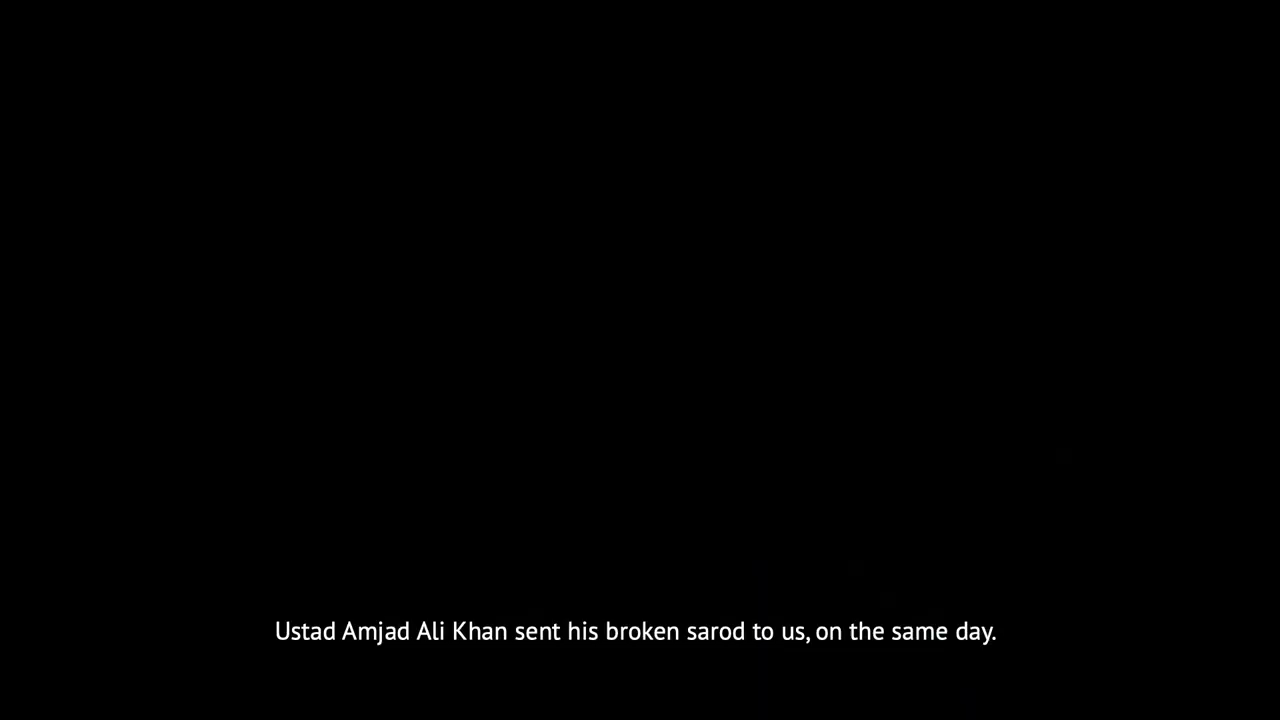 Ustad Amjad Ali Khan sent his broken sarod to us, on the same day.